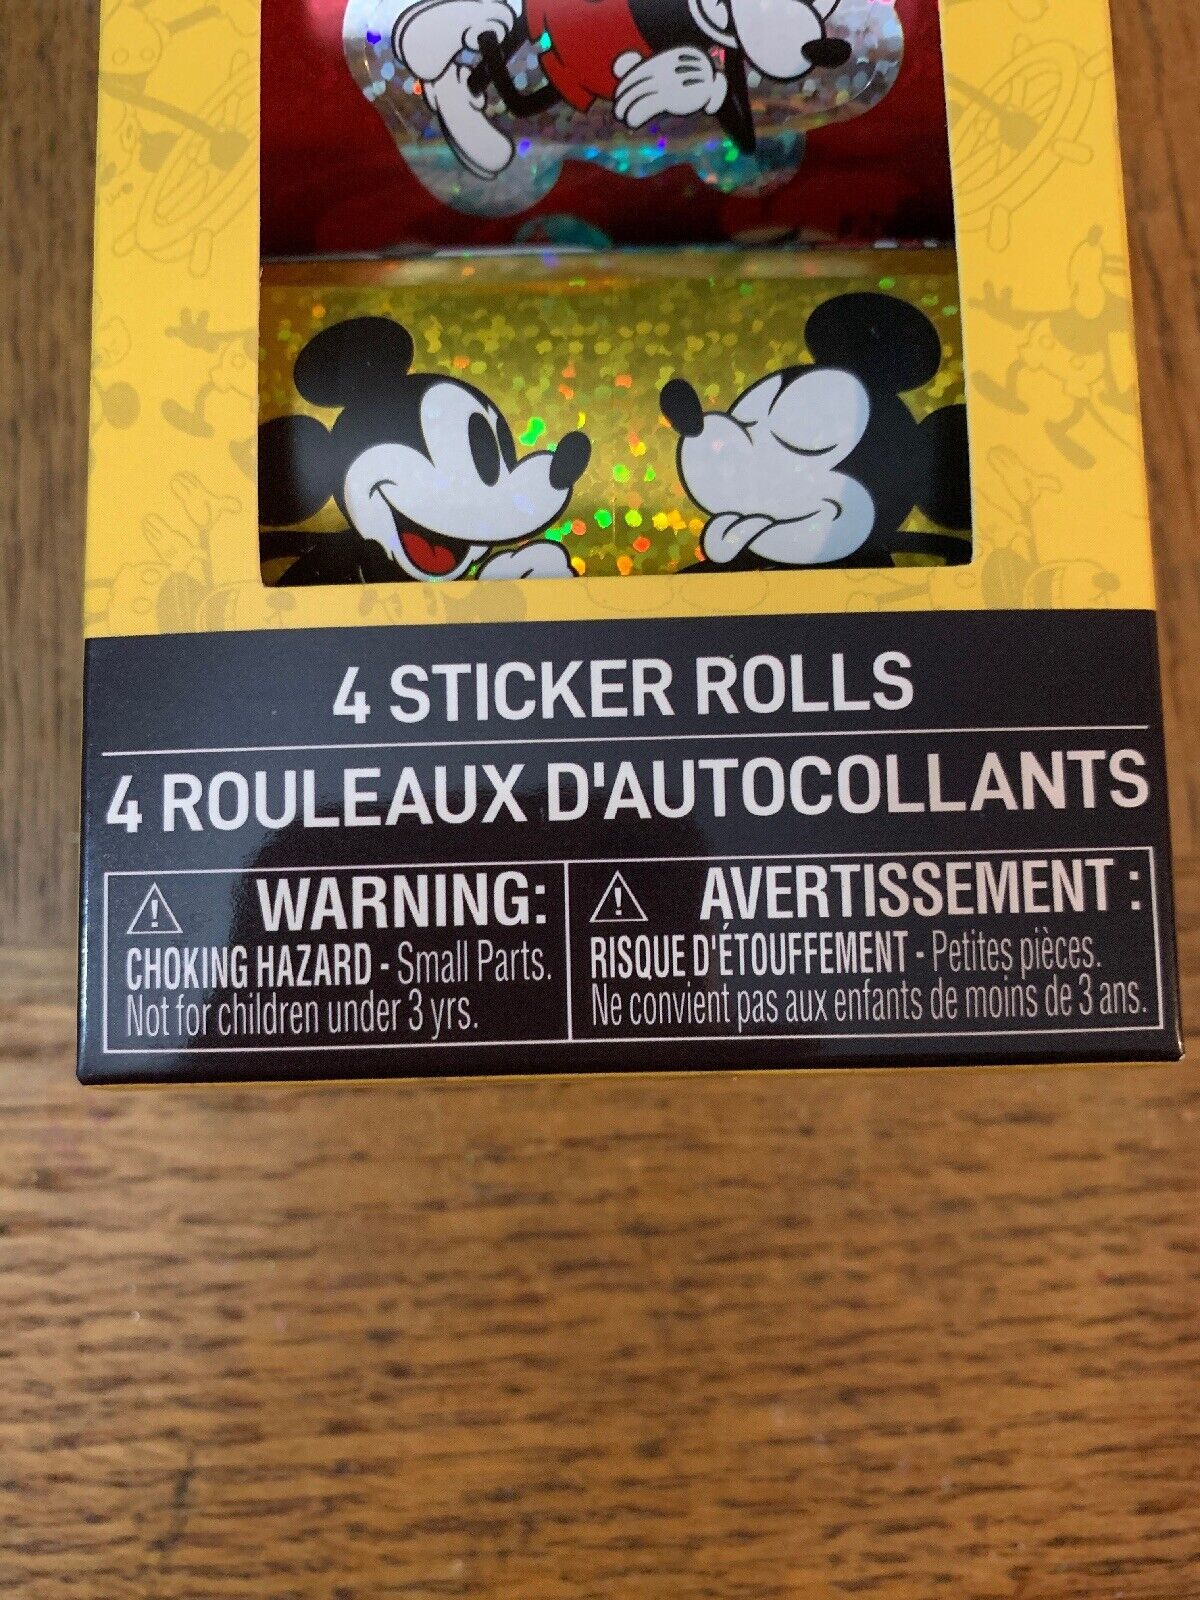 4 STICKER ROLLS
4 ROULEAUX D'AUTOCOLLANTS
⚠ WARNING:
CHOKING HAZARD - Small Parts.
Not for children under 3 yrs.
⚠ AVERTISSEMENT :
RISQUE D'ÉTOUFFEMENT - Petites pièces.
Ne convient pas aux enfants de moins de 3 ans.